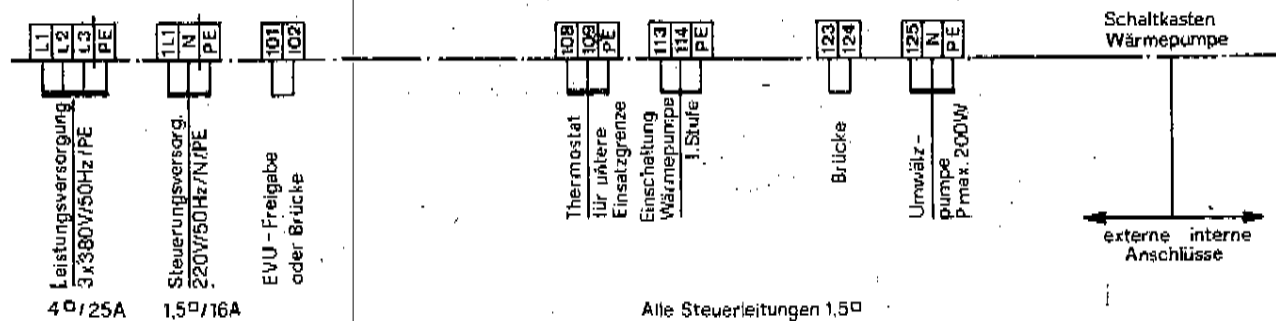 L1 L2 L3 PE
1L1 N PE
101 102
108 109 PE
113 114 PE
123 124
125 N PE
Schaltkasten
Wärmepumpe
Leistungsversorgung
3x380V/50Hz/PE
Steuerungsversorg.
220V/50Hz/N/PE
EVU-Freigabe
oder Brücke
Thermostat
für untere
Einsatzgrenze
Einschaltung
Wärmepumpe
1.Stufe
Brücke
Umwälz-
pumpe
Pmax. 200W
externe interne
Anschlüsse
4□/25A
1,5□/16A
Alle Steuerleitungen 1,5□